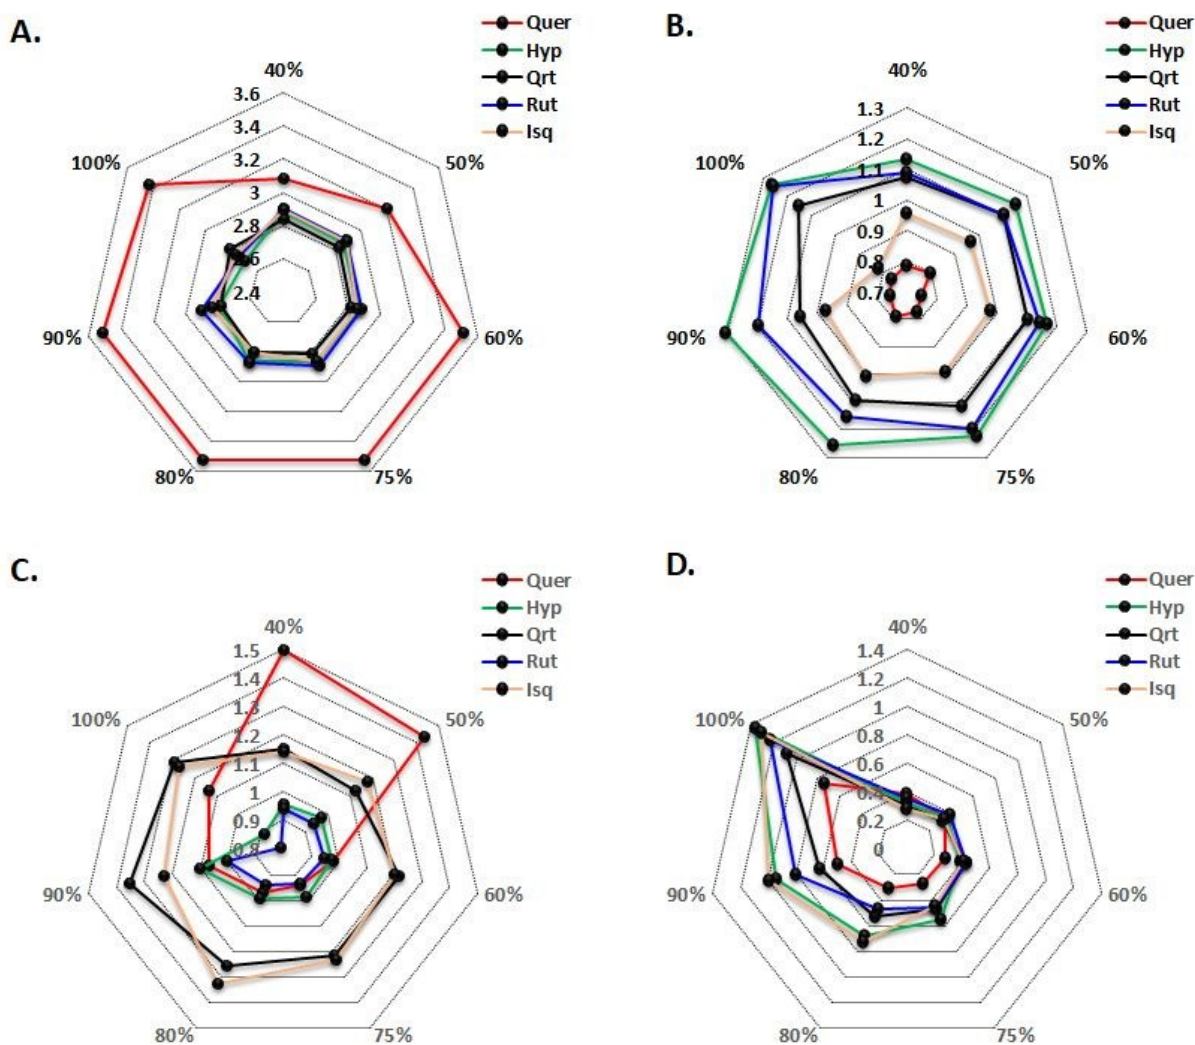 A.
Quer
Hyp
Qrt
Rut
Isq
40%
50%
60%
75%
80%
90%
100%
3.6
3.4
3.2
3
2.8
2.6
2.4
B.
Quer
Hyp
Qrt
Rut
Isq
40%
50%
60%
75%
80%
90%
100%
1.3
1.2
1.1
1
0.9
0.8
0.7
C.
Quer
Hyp
Qrt
Rut
Isq
40%
50%
60%
75%
80%
90%
100%
1.5
1.4
1.3
1.2
1.1
1
0.9
0.8
D.
Quer
Hyp
Qrt
Rut
Isq
40%
50%
60%
75%
80%
90%
100%
1.4
1.2
1
0.8
0.6
0.4
0.2
0